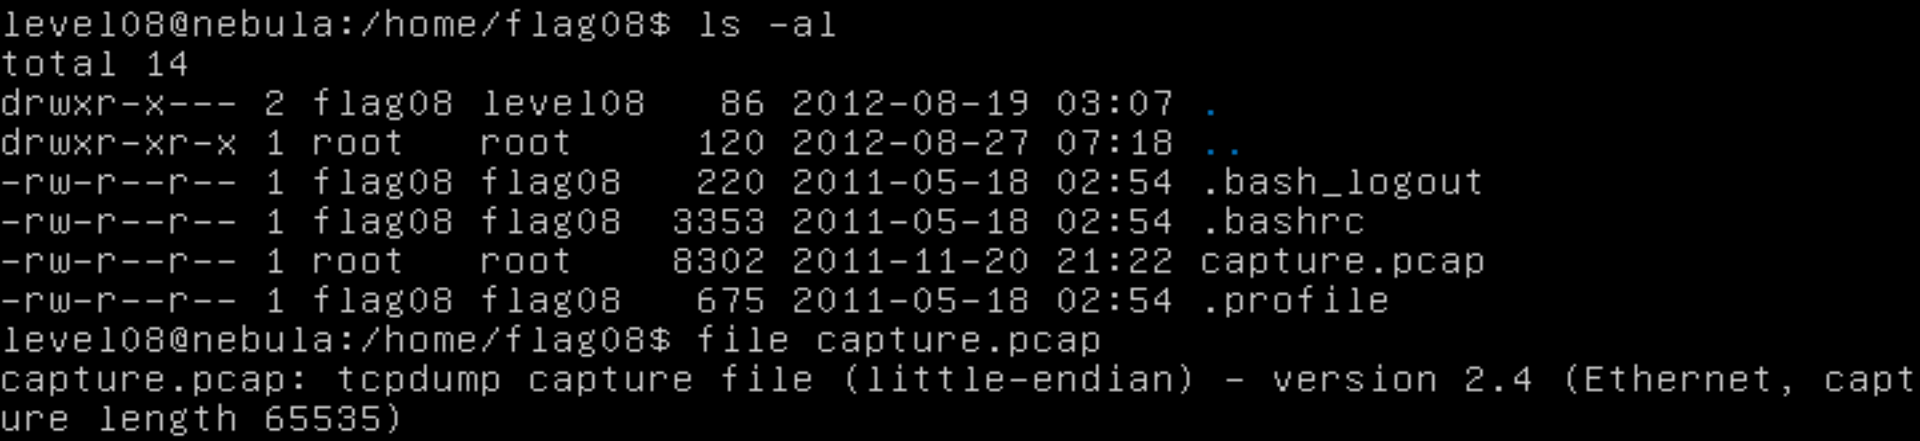 level08@nebula:/home/flag08$ ls -al
total 14
drwxr-x--- 2 flag08 level08   86 2012-08-19 03:07 .
drwxr-xr-x 1 root   root     120 2012-08-27 07:18 ..
-rw-r--r-- 1 flag08 flag08   220 2011-05-18 02:54 .bash_logout
-rw-r--r-- 1 flag08 flag08  3353 2011-05-18 02:54 .bashrc
-rw-r--r-- 1 root   root    8302 2011-11-20 21:22 capture.pcap
-rw-r--r-- 1 flag08 flag08   675 2011-05-18 02:54 .profile
level08@nebula:/home/flag08$ file capture.pcap
capture.pcap: tcpdump capture file (little-endian) - version 2.4 (Ethernet, capt
ure length 65535)